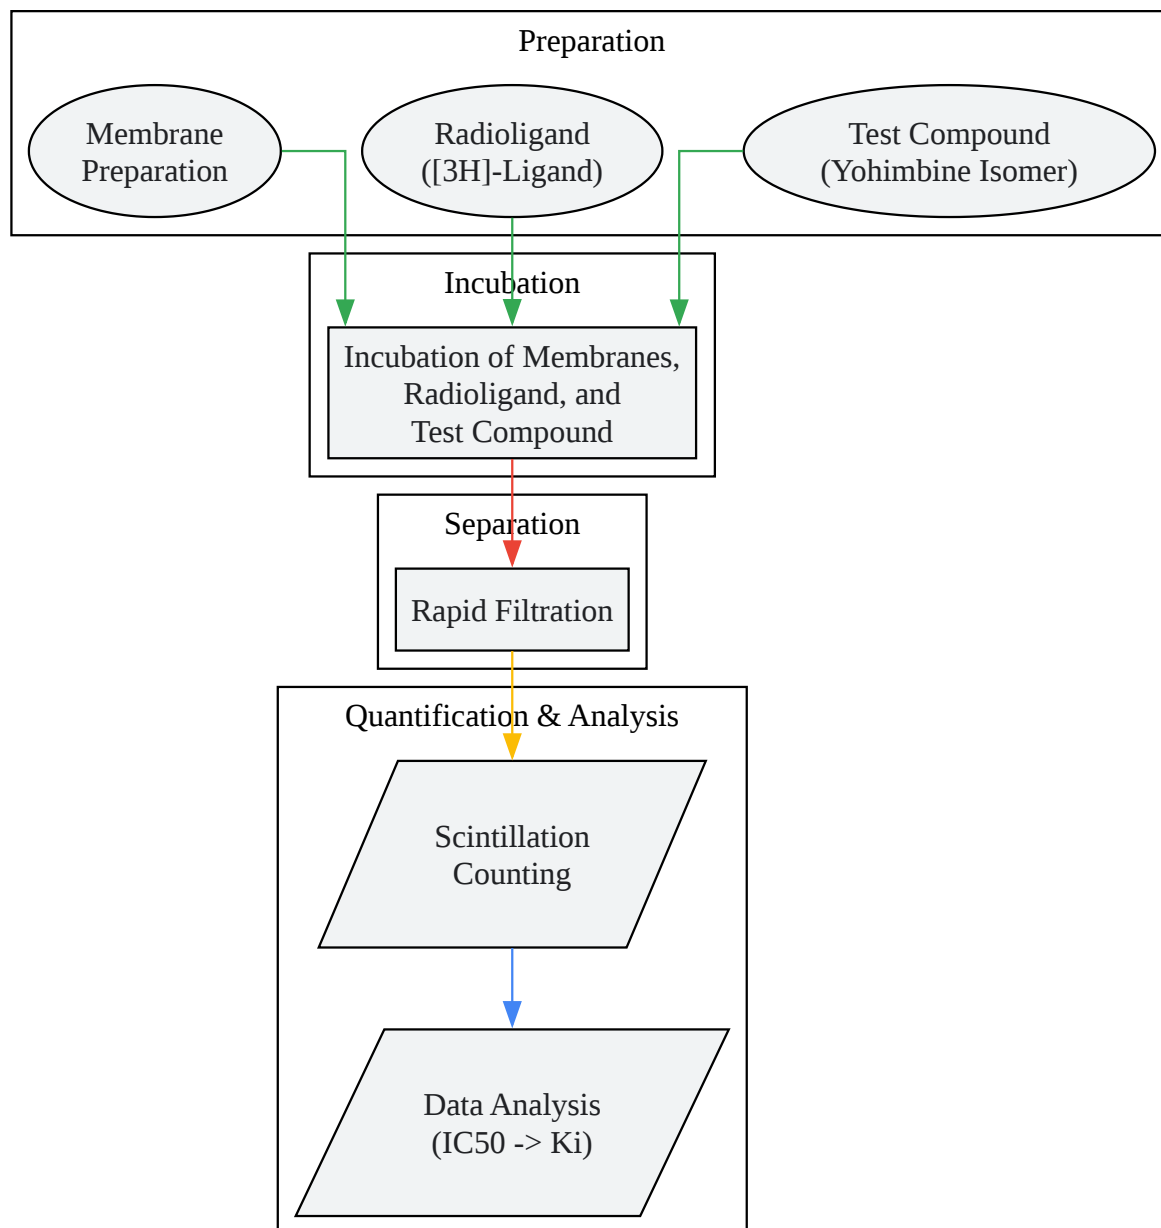 Preparation
Membrane
Preparation
Radioligand
([3H]-Ligand)
Test Compound
(Yohimbine Isomer)
Incubation
Incubation of Membranes,
Radioligand, and
Test Compound
Separation
Rapid Filtration
Quantification & Analysis
Scintillation
Counting
Data Analysis
(IC50 -> Ki)